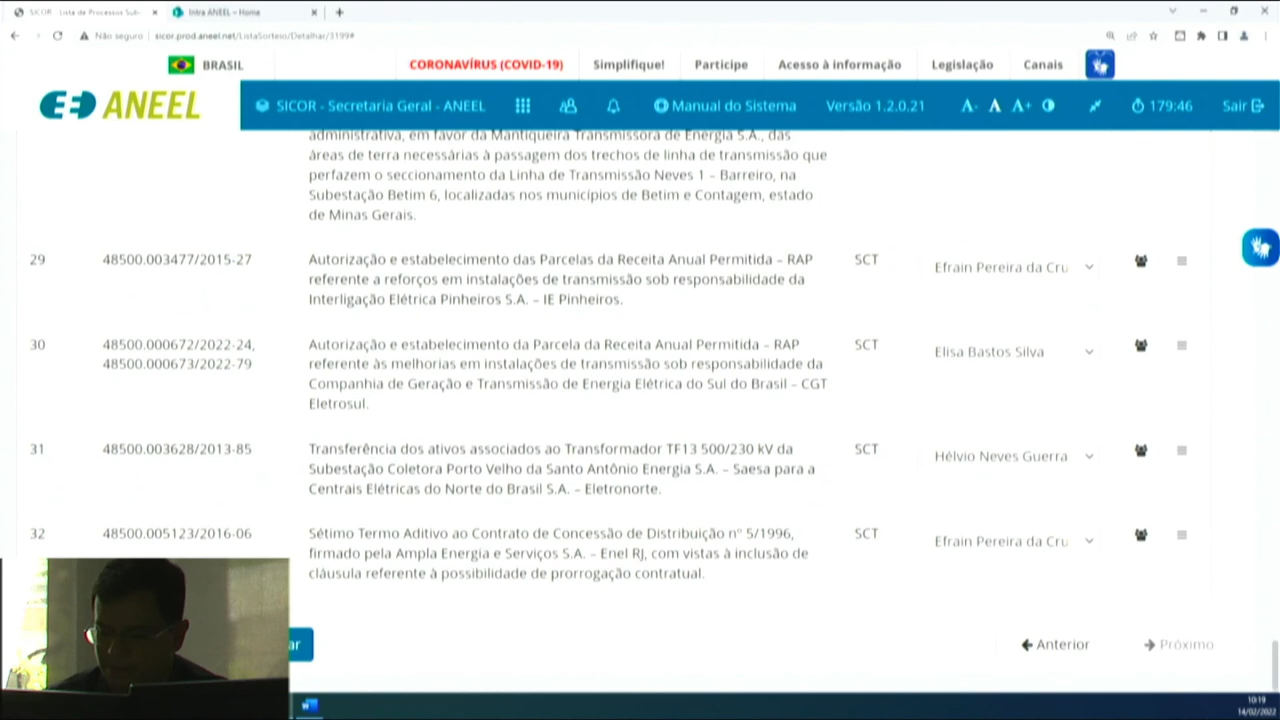 SICOR - Lista de Processos Sub
Intra ANEEL – Home
Não seguro
sicor.prod.aneel.net/ListaSorteio/Detalhar/3199#
BRASIL
CORONAVÍRUS (COVID-19)
Simplifique!
Participe
Acesso à informação
Legislação
Canais
ANEEL
SICOR - Secretaria Geral - ANEEL
Manual do Sistema
Versão 1.2.0.21
A-
A
A+
179:46
Sair
administrativa, em favor da Mantiqueira Transmissora de Energia S.A., das
áreas de terra necessárias à passagem dos trechos de linha de transmissão que
perfazem o seccionamento da Linha de Transmissão Neves 1 – Barreiro, na
Subestação Betim 6, localizadas nos municípios de Betim e Contagem, estado
de Minas Gerais.
29
48500.003477/2015-27
Autorização e estabelecimento das Parcelas da Receita Anual Permitida – RAP
referente a reforços em instalações de transmissão sob responsabilidade da
Interligação Elétrica Pinheiros S.A. – IE Pinheiros.
SCT
Efrain Pereira da Cru
30
48500.000672/2022-24,
48500.000673/2022-79
Autorização e estabelecimento da Parcela da Receita Anual Permitida – RAP
referente às melhorias em instalações de transmissão sob responsabilidade da
Companhia de Geração e Transmissão de Energia Elétrica do Sul do Brasil – CGT
Eletrosul.
SCT
Elisa Bastos Silva
31
48500.003628/2013-85
Transferência dos ativos associados ao Transformador TF13 500/230 kV da
Subestação Coletora Porto Velho da Santo Antônio Energia S.A. – Saesa para a
Centrais Elétricas do Norte do Brasil S.A. – Eletronorte.
SCT
Hélvio Neves Guerra
32
48500.005123/2016-06
Sétimo Termo Aditivo ao Contrato de Concessão de Distribuição nº 5/1996,
firmado pela Ampla Energia e Serviços S.A. – Enel RJ, com vistas à inclusão de
cláusula referente à possibilidade de prorrogação contratual.
SCT
Efrain Pereira da Cru
ar
Anterior
Próximo
10:19
14/02/2022